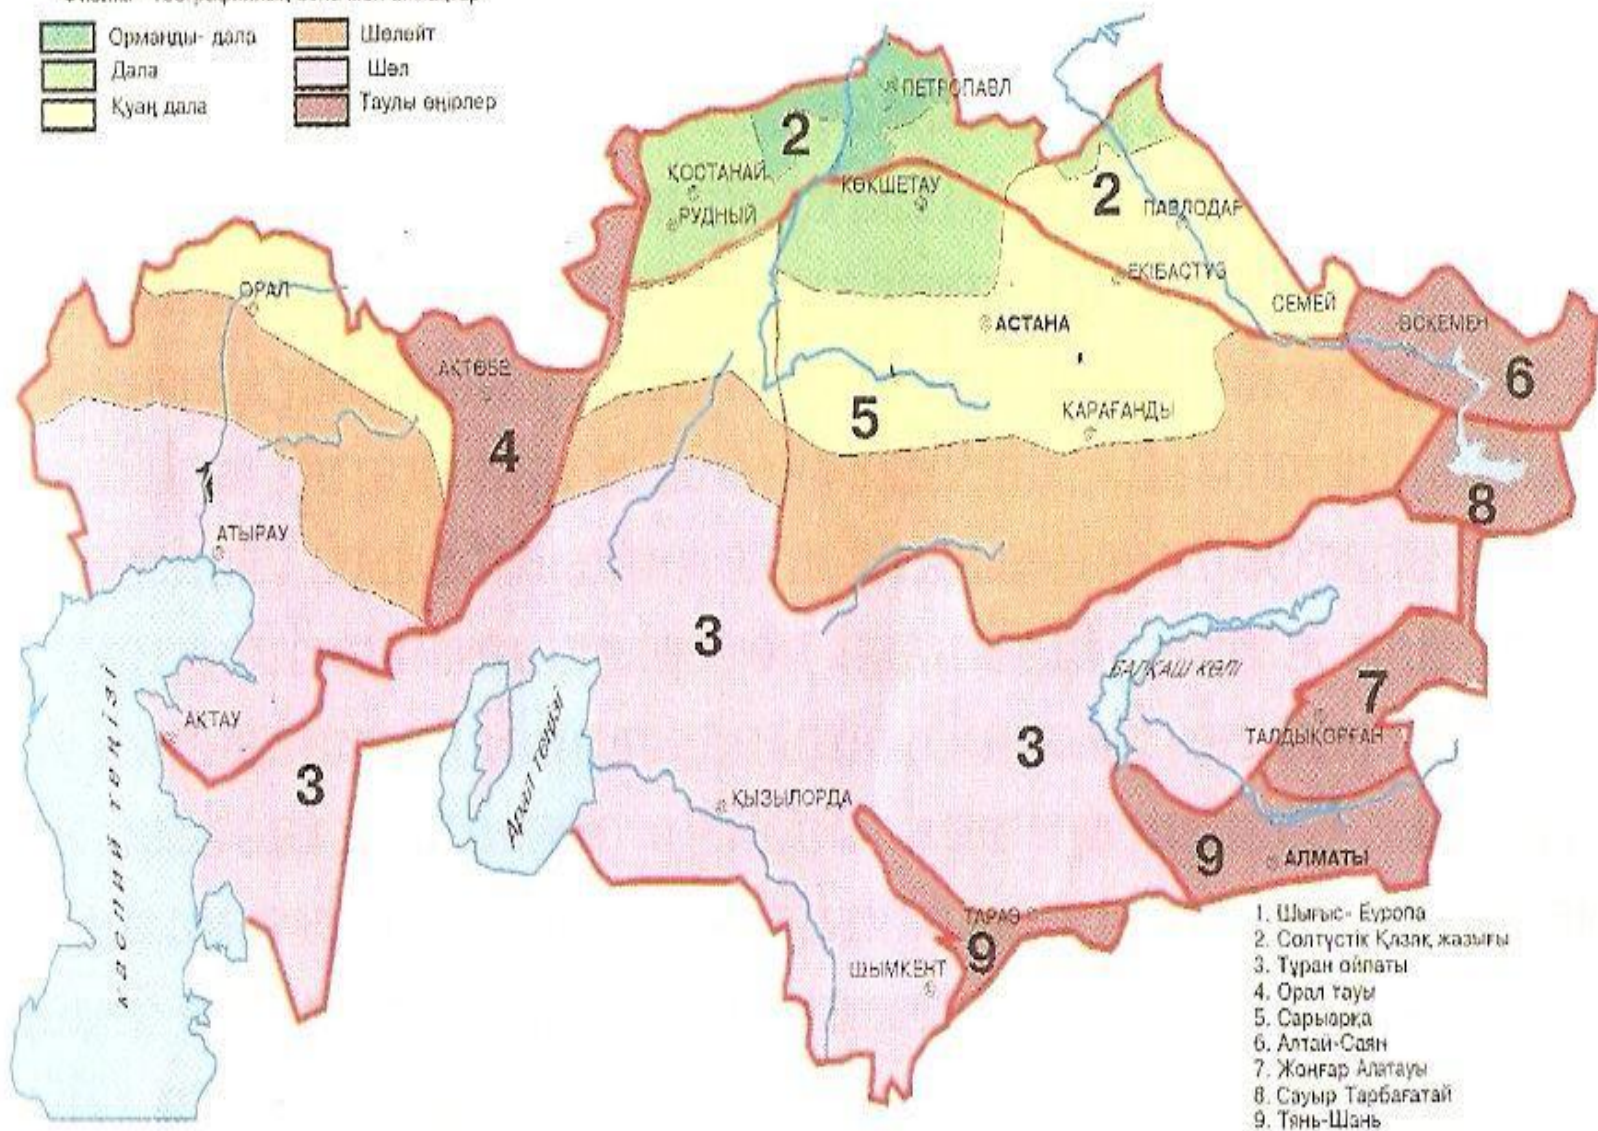 Орманды- дала
Дала
Қуаң дала
Шөлейт
Шөл
Таулы өңірлер
ПЕТРОПАВЛ
2
ҚОСТАНАЙ
РУДНЫЙ
КӨКШЕТАУ
2
ПАВЛОДАР
ЕКІБАСТҰЗ
СЕМЕЙ
ӨСКЕМЕН
6
ОРАЛ
АСТАНА
АҚТӨБЕ
4
5
ҚАРАҒАНДЫ
8
1
АТЫРАУ
3
БАЛҚАШ КӨЛІ
7
ТАЛДЫҚОРҒАН
КАСПИЙ ТЕҢІЗІ
АҚТАУ
3
Арал теңізі
ҚЫЗЫЛОРДА
3
9
АЛМАТЫ
ТАРАЗ
9
ШЫМКЕНТ
1. Шығыс- Еуропа
2. Солтүстік Қазақ жазығы
3. Тұран ойпаты
4. Орал тауы
5. Сарыарқа
6. Алтай-Саян
7. Жоңғар Алатауы
8. Сауыр Тарбағатай
9. Тянь-Шань